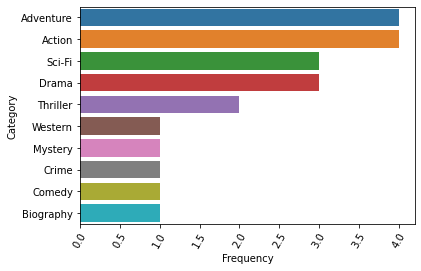 Adventure
Action
Sci-Fi
Drama
Thriller
Western
Mystery
Crime
Comedy
Biography
Category
0.0 0.5 1.0 1.5 2.0 2.5 3.0 3.5 4.0
Frequency